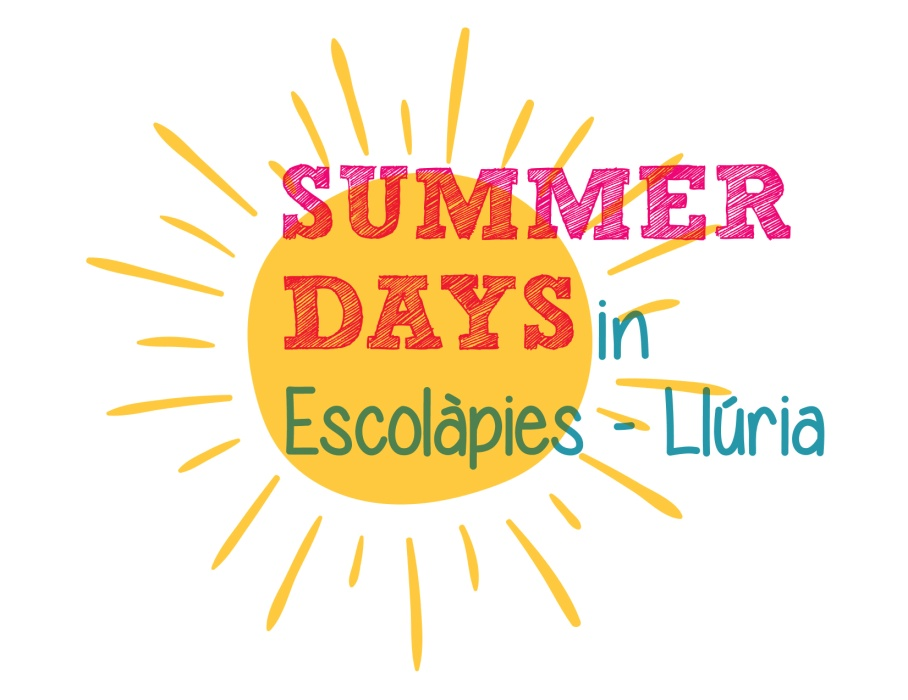 SUMMER
DAYS in
Escolàpies - Llúria